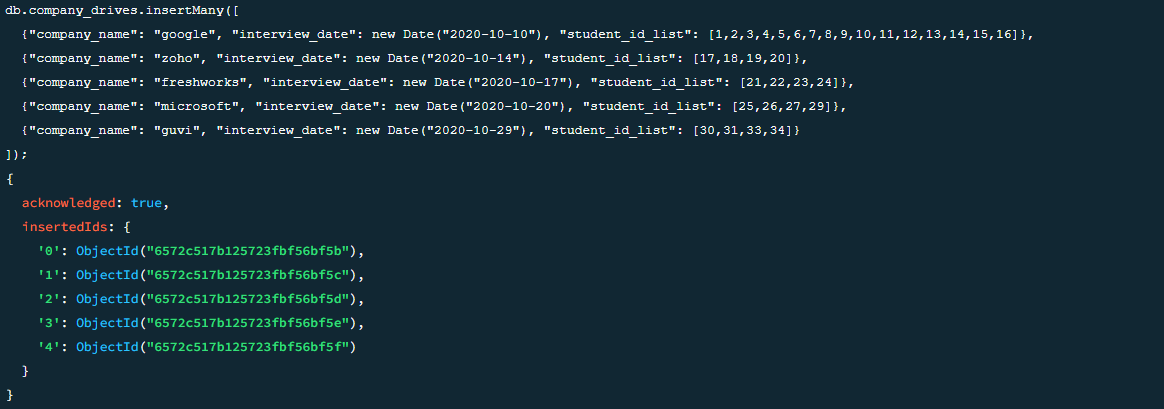 db.company_drives.insertMany([
  {"company_name": "google", "interview_date": new Date("2020-10-10"), "student_id_list": [1,2,3,4,5,6,7,8,9,10,11,12,13,14,15,16]},
  {"company_name": "zoho", "interview_date": new Date("2020-10-14"), "student_id_list": [17,18,19,20]},
  {"company_name": "freshworks", "interview_date": new Date("2020-10-17"), "student_id_list": [21,22,23,24]},
  {"company_name": "microsoft", "interview_date": new Date("2020-10-20"), "student_id_list": [25,26,27,29]},
  {"company_name": "guvi", "interview_date": new Date("2020-10-29"), "student_id_list": [30,31,33,34]}
]);
{
  acknowledged: true,
  insertedIds: {
    '0': ObjectId("6572c517b125723fbf56bf5b"),
    '1': ObjectId("6572c517b125723fbf56bf5c"),
    '2': ObjectId("6572c517b125723fbf56bf5d"),
    '3': ObjectId("6572c517b125723fbf56bf5e"),
    '4': ObjectId("6572c517b125723fbf56bf5f")
  }
}